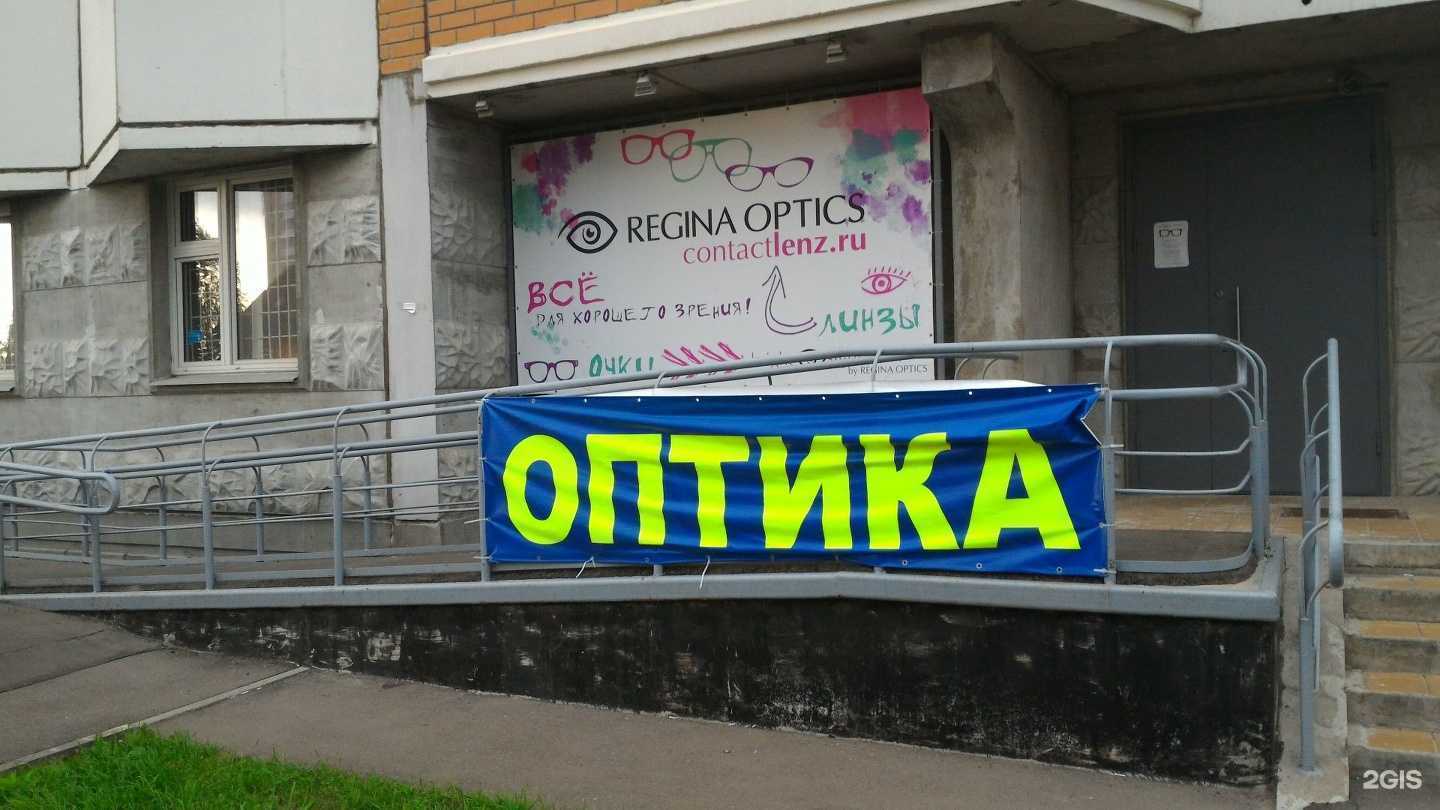 REGINA OPTICS
contactlenz.ru
ВСЁ
ДЛЯ ХОРОШЕГО ЗРЕНИЯ!
ЛИНЗЫ
ОЧКИ
by REGINA OPTICS
ОПТИКА
2GIS